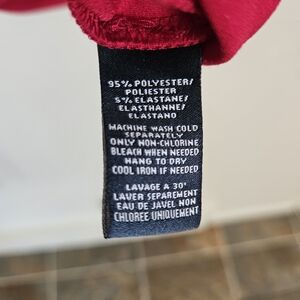 95% POLYESTER/
POLIESTER
5% ELASTANE/
ELASTHANNE/
ELASTANO
MACHINE WASH COLD
SEPARATELY
ONLY NON-CHLORINE
BLEACH WHEN NEEDED
HANG TO DRY
COOL IRON IF NEEDED
LAVAGE A 30°
LAVER SEPAREMENT
EAU DE JAVEL NON
CHLOREE UNIQUEMENT